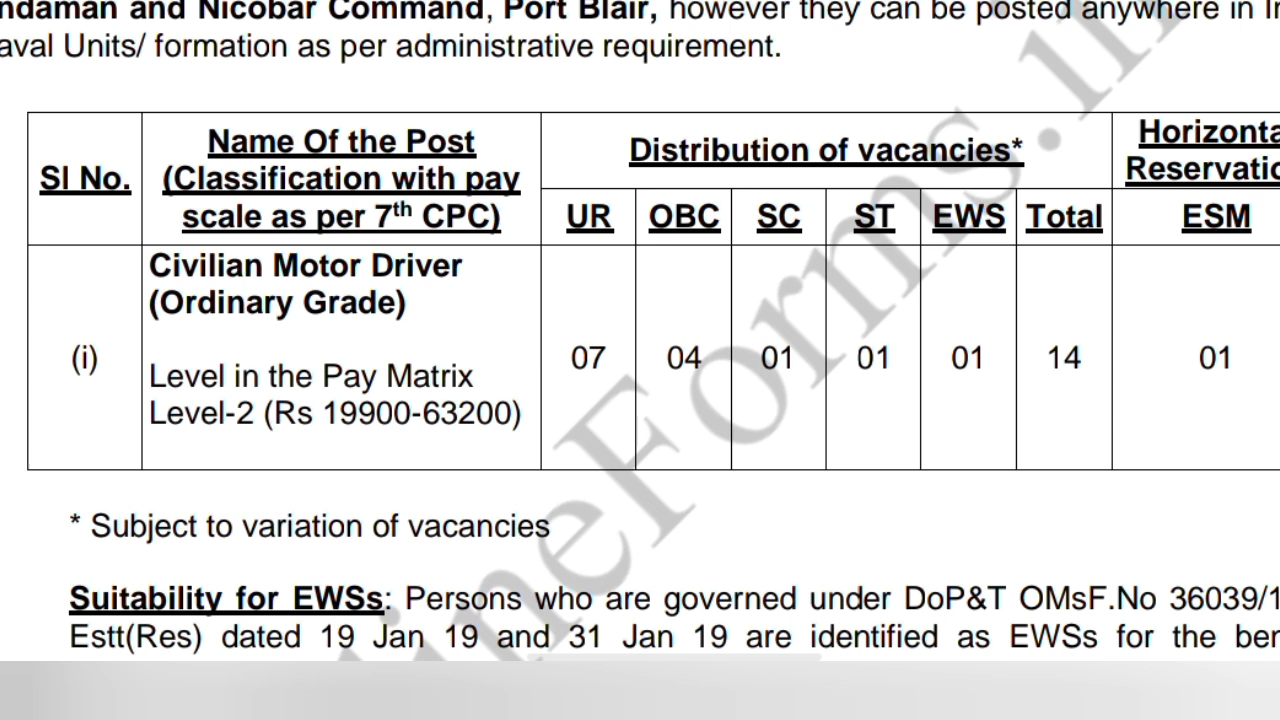 ndaman and Nicobar Command, Port Blair, however they can be posted anywhere in
aval Units/ formation as per administrative requirement.
Sl No.
Name Of the Post
(Classification with pay
scale as per 7th CPC)
Distribution of vacancies*
Horizonta
Reservatio
UR OBC SC ST EWS Total ESM
(i)
Civilian Motor Driver
(Ordinary Grade)
Level in the Pay Matrix
Level-2 (Rs 19900-63200)
07 04 01 01 01 14 01
* Subject to variation of vacancies
Suitability for EWSs: Persons who are governed under DoP&T OMsF.No 36039/1
Estt(Res) dated 19 Jan 19 and 31 Jan 19 are identified as EWSs for the ben
ineForms.in